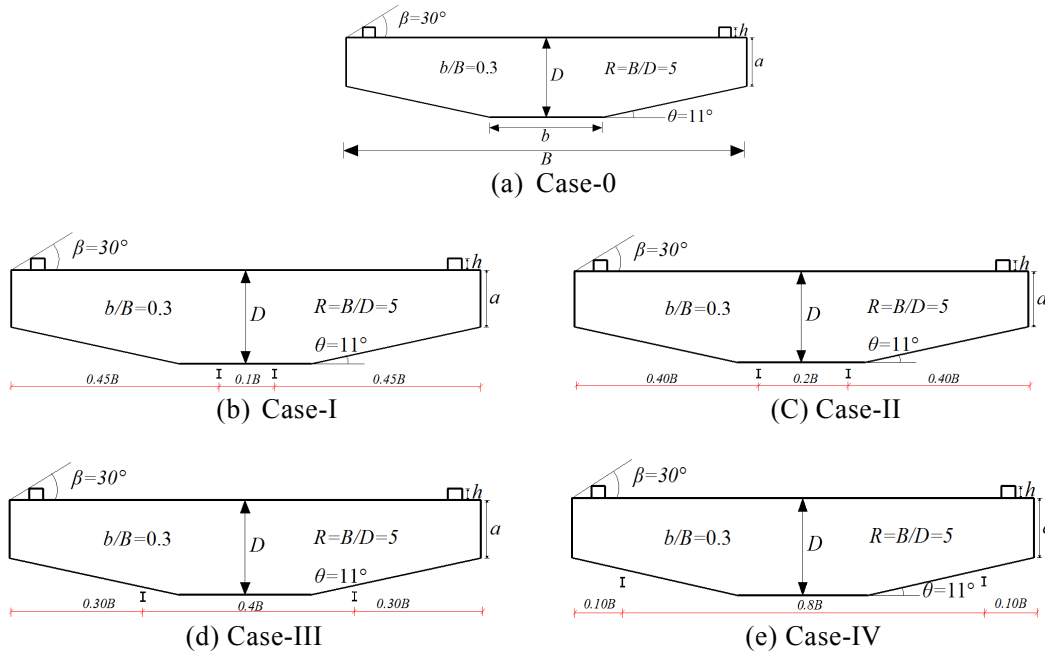 β=30°
h
b/B=0.3
D
R=B/D=5
a
θ=11°
b
B
(a) Case-0
β=30°
h
b/B=0.3
D
R=B/D=5
a
θ=11°
0.45B
0.1B
0.45B
(b) Case-I
β=30°
h
b/B=0.3
D
R=B/D=5
a
θ=11°
0.40B
0.2B
0.40B
(C) Case-II
β=30°
h
b/B=0.3
D
R=B/D=5
a
θ=11°
0.30B
0.4B
0.30B
(d) Case-III
β=30°
h
b/B=0.3
D
R=B/D=5
θ=11°
0.10B
0.8B
0.10B
(e) Case-IV